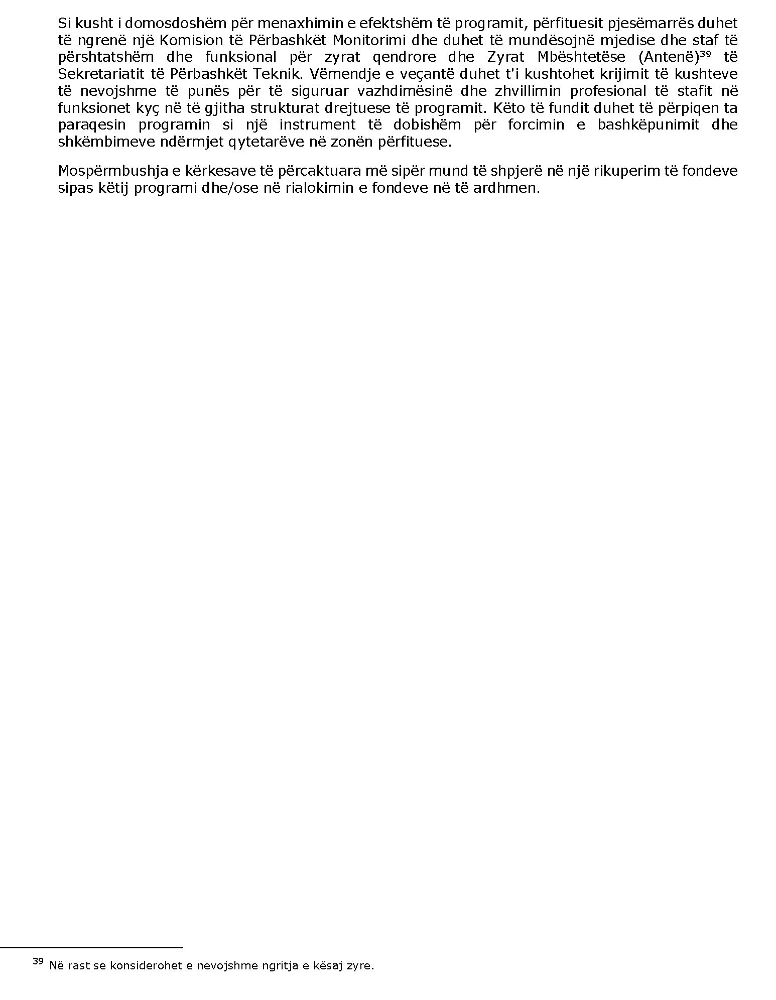 Si kusht i domosdoshëm për menaxhimin e efektshëm të programit, përfituesit pjesëmarrës duhet
të ngrenë një Komision të Përbashkët Monitorimi dhe duhet të mundësojnë mjedise dhe staf të
përshtatshëm dhe funksional për zyrat qendrore dhe Zyrat Mbështetëse (Antenë)39 të
Sekretariatit të Përbashkët Teknik. Vëmendje e veçantë duhet t'i kushtohet krijimit të kushteve
të nevojshme të punës për të siguruar vazhdimësinë dhe zhvillimin profesional të stafit në
funksionet kyç në të gjitha strukturat drejtuese të programit. Këto të fundit duhet të përpiqen ta
paraqesin programin si një instrument të dobishëm për forcimin e bashkëpunimit dhe
shkëmbimeve ndërmjet qytetarëve në zonën përfituese.
Mospërmbushja e kërkesave të përcaktuara më sipër mund të shpjerë në një rikuperim të fondeve
sipas këtij programi dhe/ose në rialokimin e fondeve në të ardhmen.
39 Në rast se konsiderohet e nevojshme ngritja e kësaj zyre.